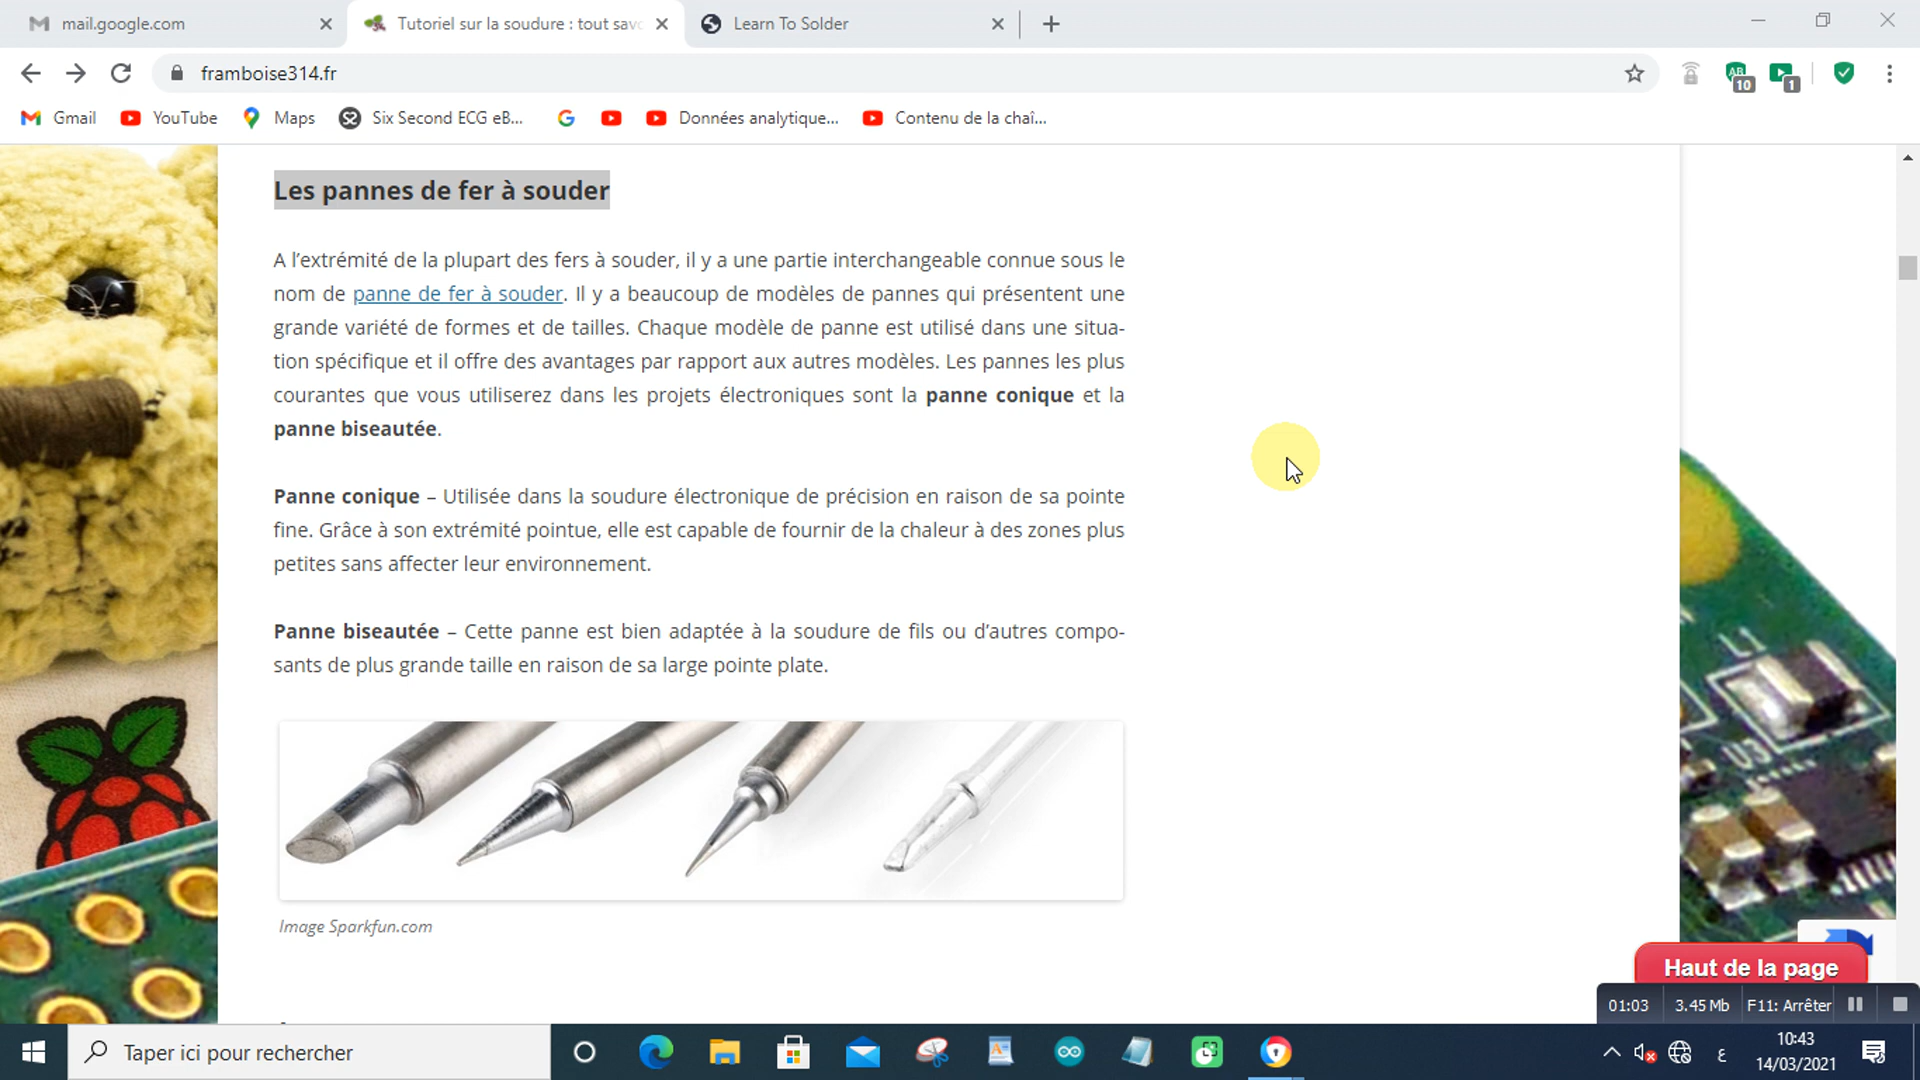 mail.google.com
Tutoriel sur la soudure : tout savo
Learn To Solder
framboise314.fr
10
1
Gmail
YouTube
Maps
Six Second ECG eB...
Données analytique...
Contenu de la chaî...
Les pannes de fer à souder
A l’extrémité de la plupart des fers à souder, il y a une partie interchangeable connue sous le
nom de panne de fer à souder. Il y a beaucoup de modèles de pannes qui présentent une
grande variété de formes et de tailles. Chaque modèle de panne est utilisé dans une situa-
tion spécifique et il offre des avantages par rapport aux autres modèles. Les pannes les plus
courantes que vous utiliserez dans les projets électroniques sont la panne conique et la
panne biseautée.
Panne conique – Utilisée dans la soudure électronique de précision en raison de sa pointe
fine. Grâce à son extrémité pointue, elle est capable de fournir de la chaleur à des zones plus
petites sans affecter leur environnement.
Panne biseautée – Cette panne est bien adaptée à la soudure de fils ou d’autres compo-
sants de plus grande taille en raison de sa large pointe plate.
L1
U3
Image Sparkfun.com
Haut de la page
01:03
3.45 Mb
F11: Arrêter
Taper ici pour rechercher
ع
10:43
14/03/2021